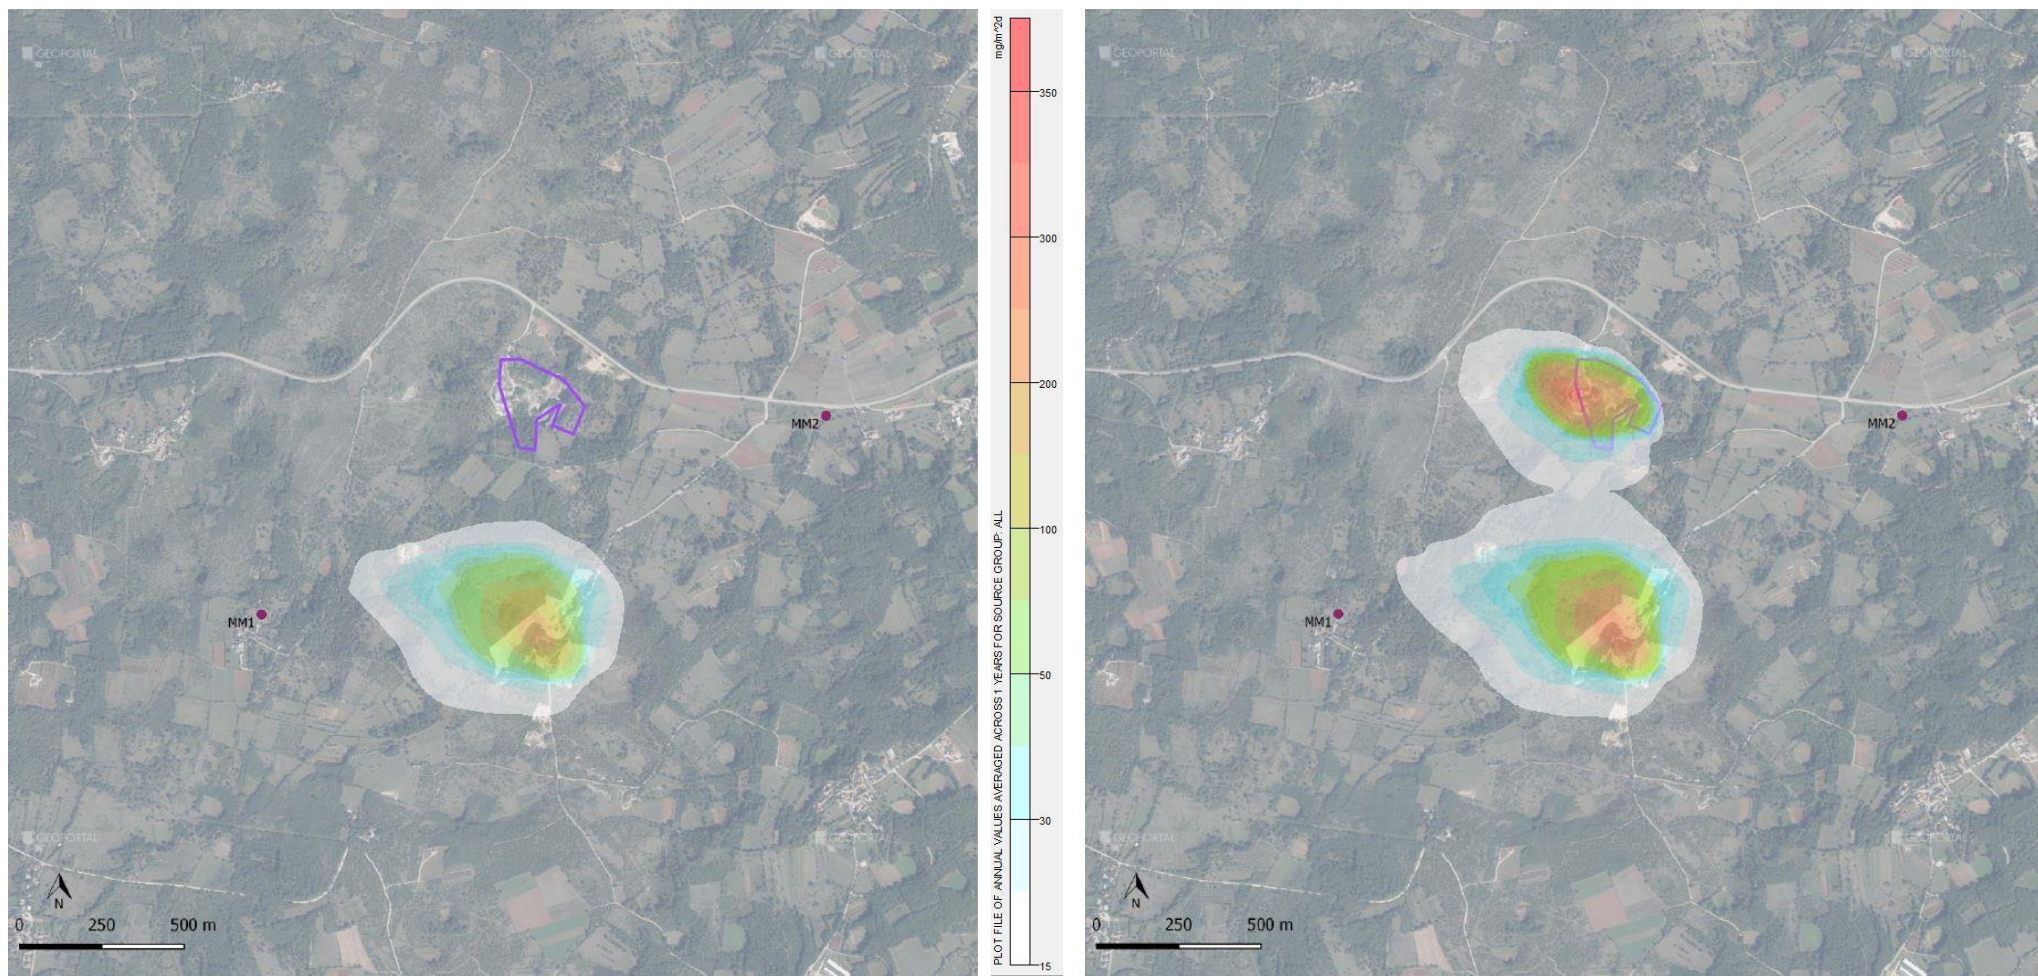 GEOPORTAL
GEOPORTAL
MM2
MM1
GEOPORTAL
GEOPORTAL
N
0 250 500 m
mg/m^2d
350
300
200
100
50
30
15
PLOT FILE OF ANNUAL VALUES AVERAGED ACROSS 1 YEARS FOR SOURCE GROUP: ALL
GEOPORTAL
GEOPORTAL
MM2
MM1
GEOPORTAL
GEOPORTAL
N
0 250 500 m